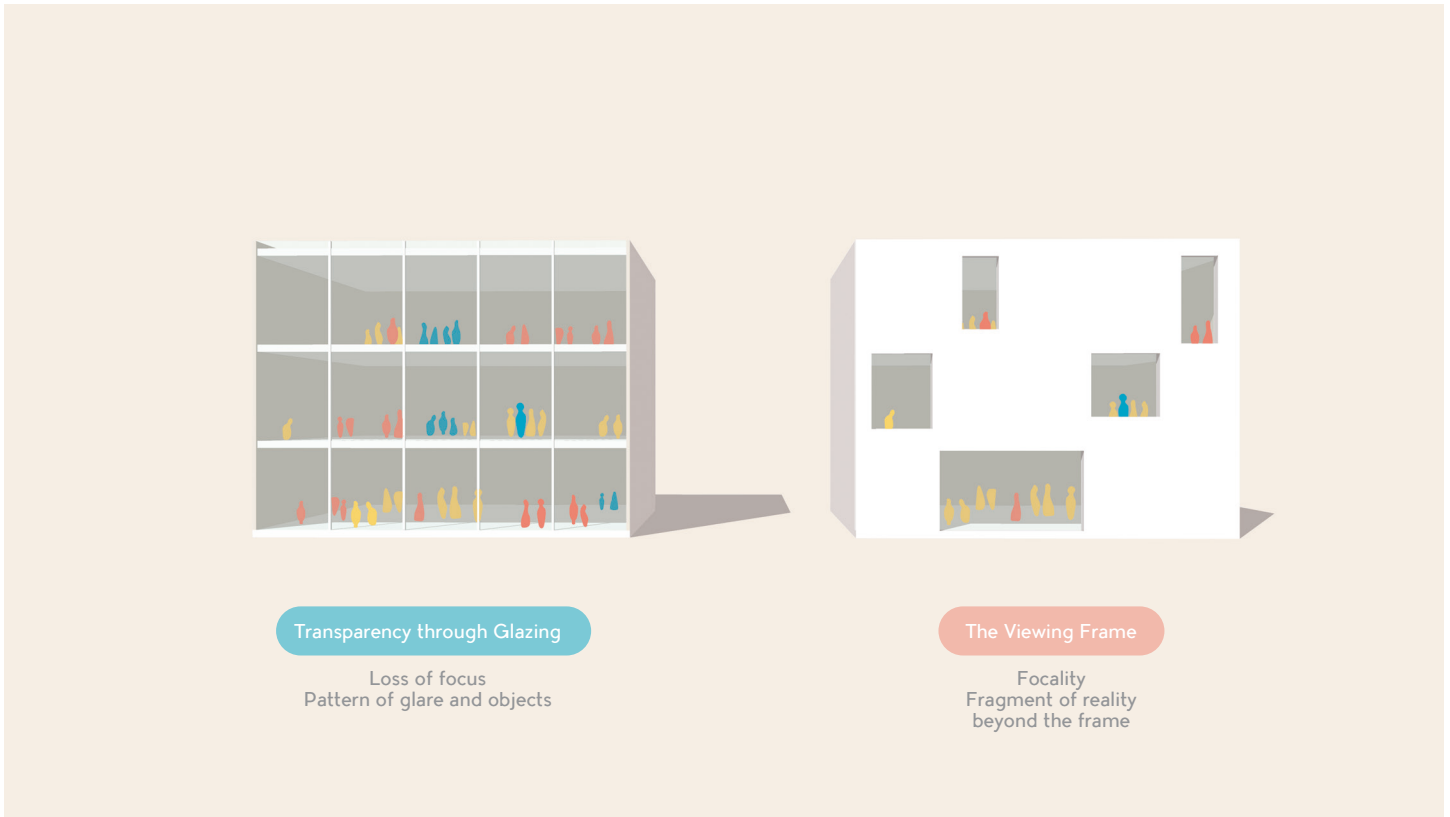 Transparency through Glazing
Loss of focus
Pattern of glare and objects
The Viewing Frame
Focality
Fragment of reality
beyond the frame